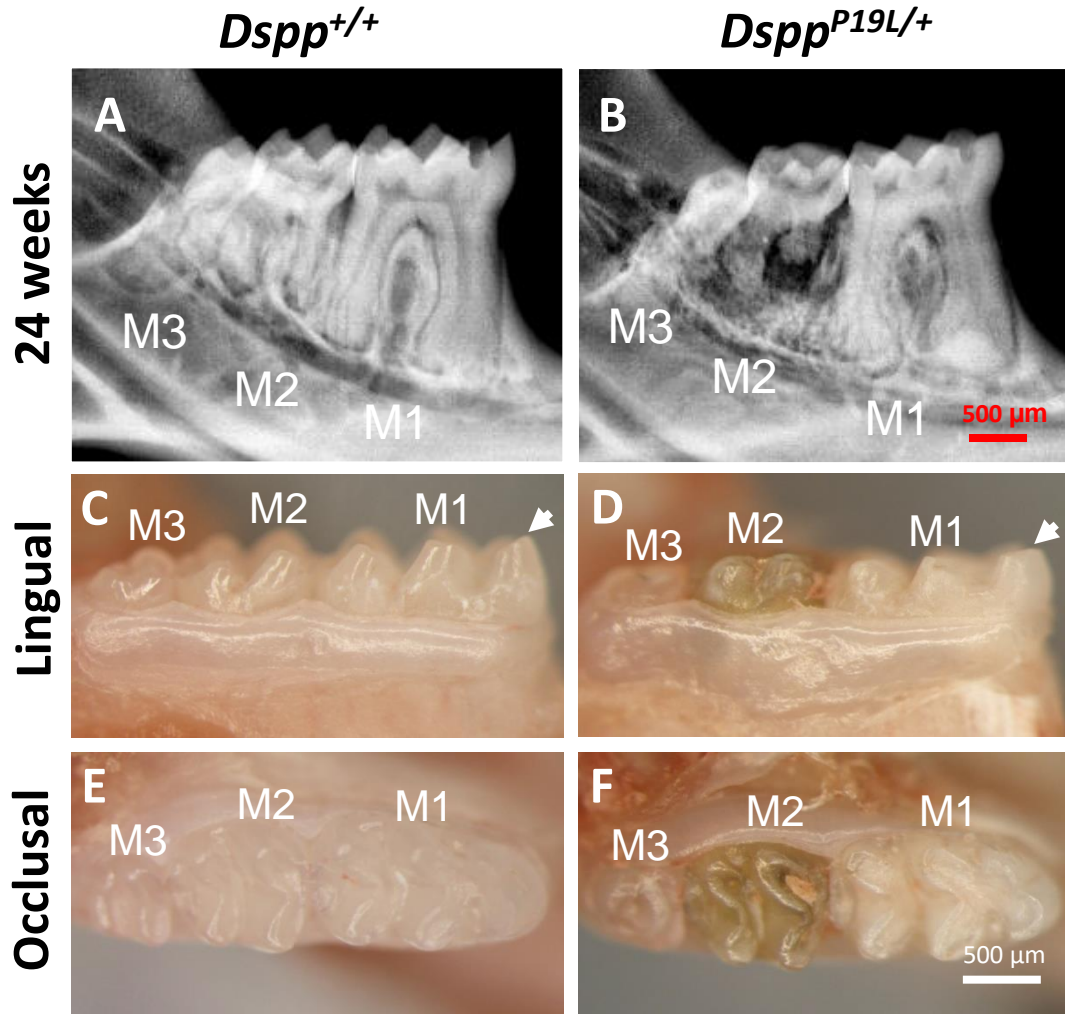 Dspp+/+ DsppP19L/+
24 weeks
A M3 M2 M1
B M3 M2 M1 500 µm
Lingual
C M3 M2 M1
D M3 M2 M1
Occlusal
E M3 M2 M1
F M3 M2 M1 500 µm